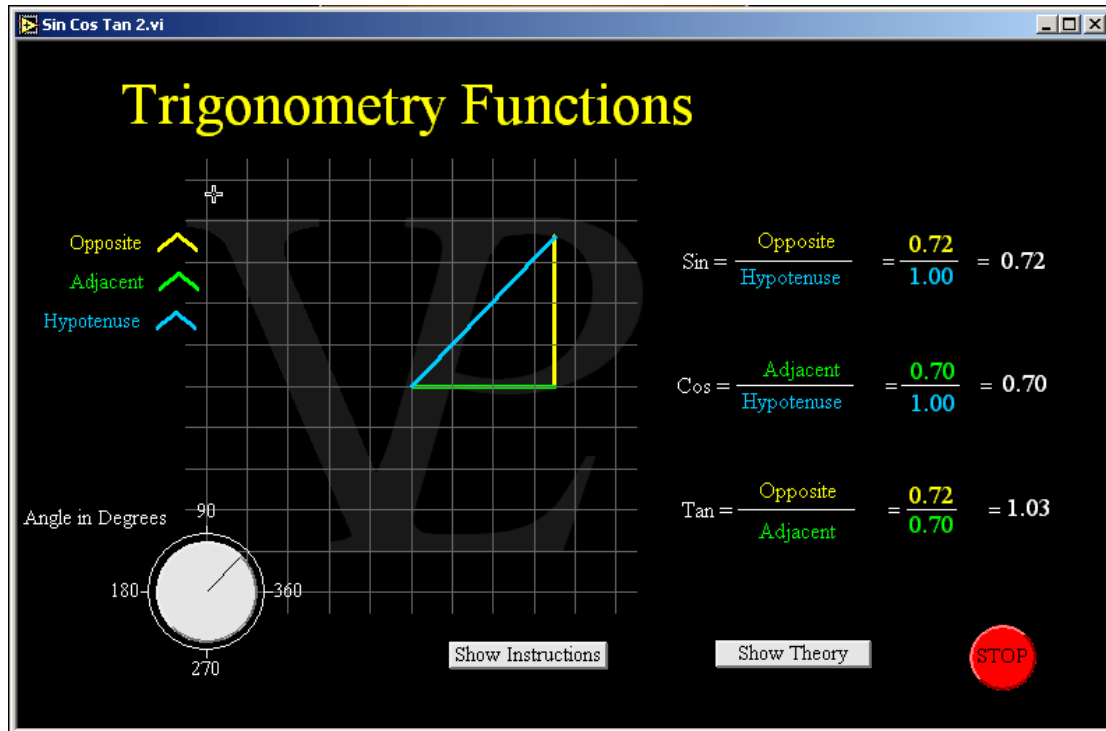 Sin Cos Tan 2.vi
Trigonometry Functions
Opposite
Adjacent
Hypotenuse
Sin = Opposite / Hypotenuse = 0.72 / 1.00 = 0.72
Cos = Adjacent / Hypotenuse = 0.70 / 1.00 = 0.70
Tan = Opposite / Adjacent = 0.72 / 0.70 = 1.03
Angle in Degrees
90
180
360
270
Show Instructions
Show Theory
STOP
VP